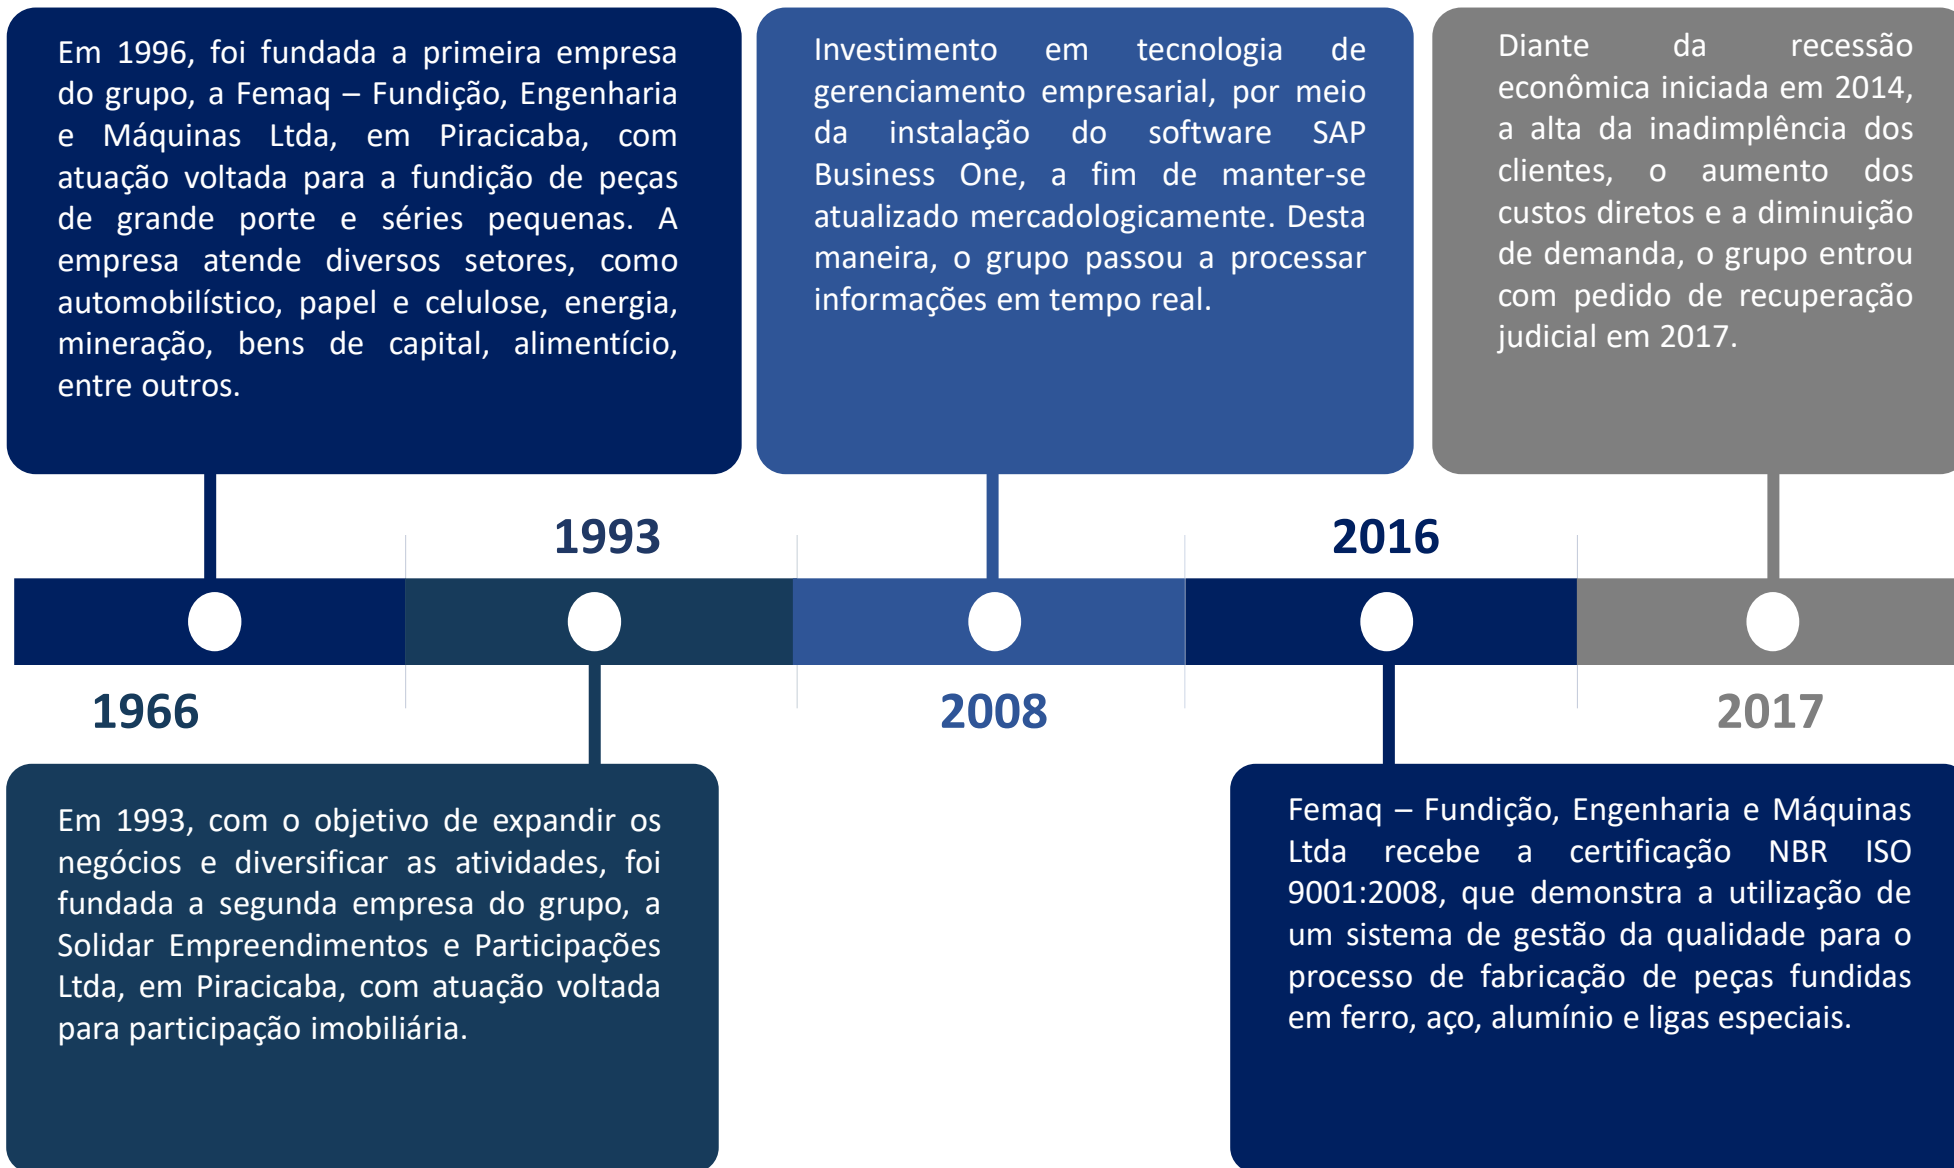 Em 1996, foi fundada a primeira empresa
do grupo, a Femaq – Fundição, Engenharia
e Máquinas Ltda, em Piracicaba, com
atuação voltada para a fundição de peças
de grande porte e séries pequenas. A
empresa atende diversos setores, como
automobilístico, papel e celulose, energia,
mineração, bens de capital, alimentício,
entre outros.
Investimento em tecnologia de
gerenciamento empresarial, por meio
da instalação do software SAP
Business One, a fim de manter-se
atualizado mercadologicamente. Desta
maneira, o grupo passou a processar
informações em tempo real.
Diante da recessão
econômica iniciada em 2014,
a alta da inadimplência dos
clientes, o aumento dos
custos diretos e a diminuição
de demanda, o grupo entrou
com pedido de recuperação
judicial em 2017.
1993
2016
1966
2008
2017
Em 1993, com o objetivo de expandir os
negócios e diversificar as atividades, foi
fundada a segunda empresa do grupo, a
Solidar Empreendimentos e Participações
Ltda, em Piracicaba, com atuação voltada
para participação imobiliária.
Femaq – Fundição, Engenharia e Máquinas
Ltda recebe a certificação NBR ISO
9001:2008, que demonstra a utilização de
um sistema de gestão da qualidade para o
processo de fabricação de peças fundidas
em ferro, aço, alumínio e ligas especiais.